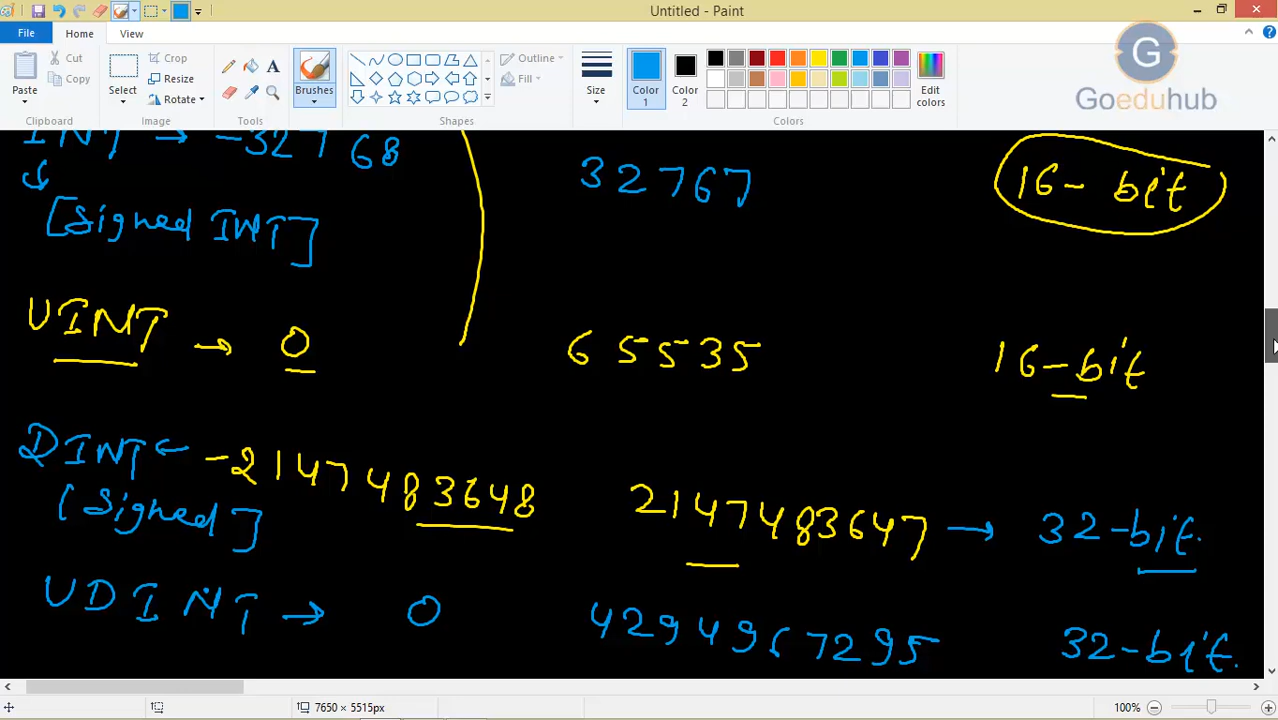 Untitled - Paint
File Home View
Cut
Copy
Paste
Clipboard
Select
Crop
Resize
Rotate
Image
Tools
Brushes
Outline
Fill
Shapes
Size
Color 1
Color 2
Edit colors
Colors
G
Goeduhub
INT → -32768 32767 16-bit
[Signed INT]
UINT → 0 65535 16-bit
DINT ← -2147483648 2147483647 → 32-bit.
[Signed]
UDINT → 0 4294967295 32-bit.
7650 × 5515px 100%